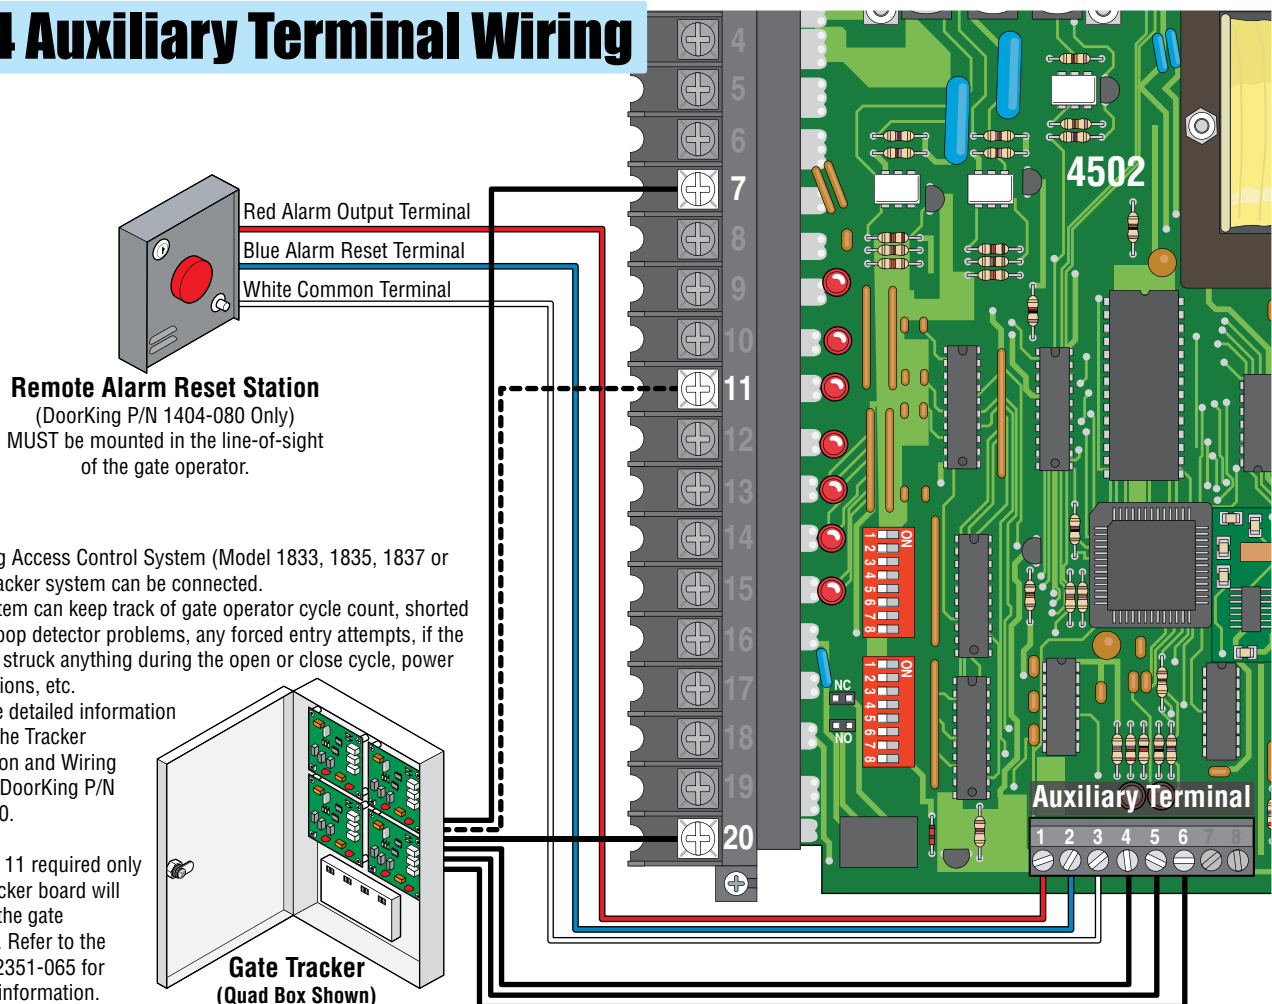 4 Auxiliary Terminal Wiring
4
5
6
7
8
9
10
11
12
13
14
15
16
17
18
19
20
4502
Red Alarm Output Terminal
Blue Alarm Reset Terminal
White Common Terminal
Remote Alarm Reset Station
(DoorKing P/N 1404-080 Only)
MUST be mounted in the line-of-sight
of the gate operator.
g Access Control System (Model 1833, 1835, 1837 or
acker system can be connected.
tem can keep track of gate operator cycle count, shorted
oop detector problems, any forced entry attempts, if the
struck anything during the open or close cycle, power
ions, etc.
e detailed information
he Tracker
on and Wiring
DoorKing P/N
0.
11 required only
cker board will
the gate
. Refer to the
2351-065 for
information.
Gate Tracker
(Quad Box Shown)
ON
1 2 3 4 5 6 7 8
ON
1 2 3 4 5 6 7 8
NC
NO
Auxiliary Terminal
1 2 3 4 5 6 7 8